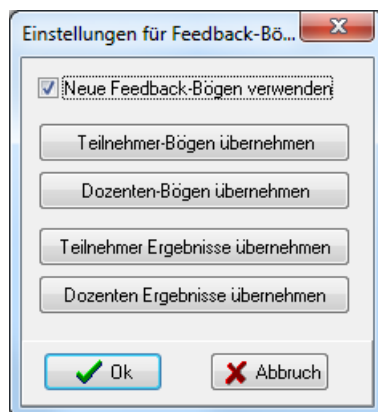 Einstellungen für Feedback-Bö...
Neue Feedback-Bögen verwenden
Teilnehmer-Bögen übernehmen
Dozenten-Bögen übernehmen
Teilnehmer Ergebnisse übernehmen
Dozenten Ergebnisse übernehmen
Ok
Abbruch